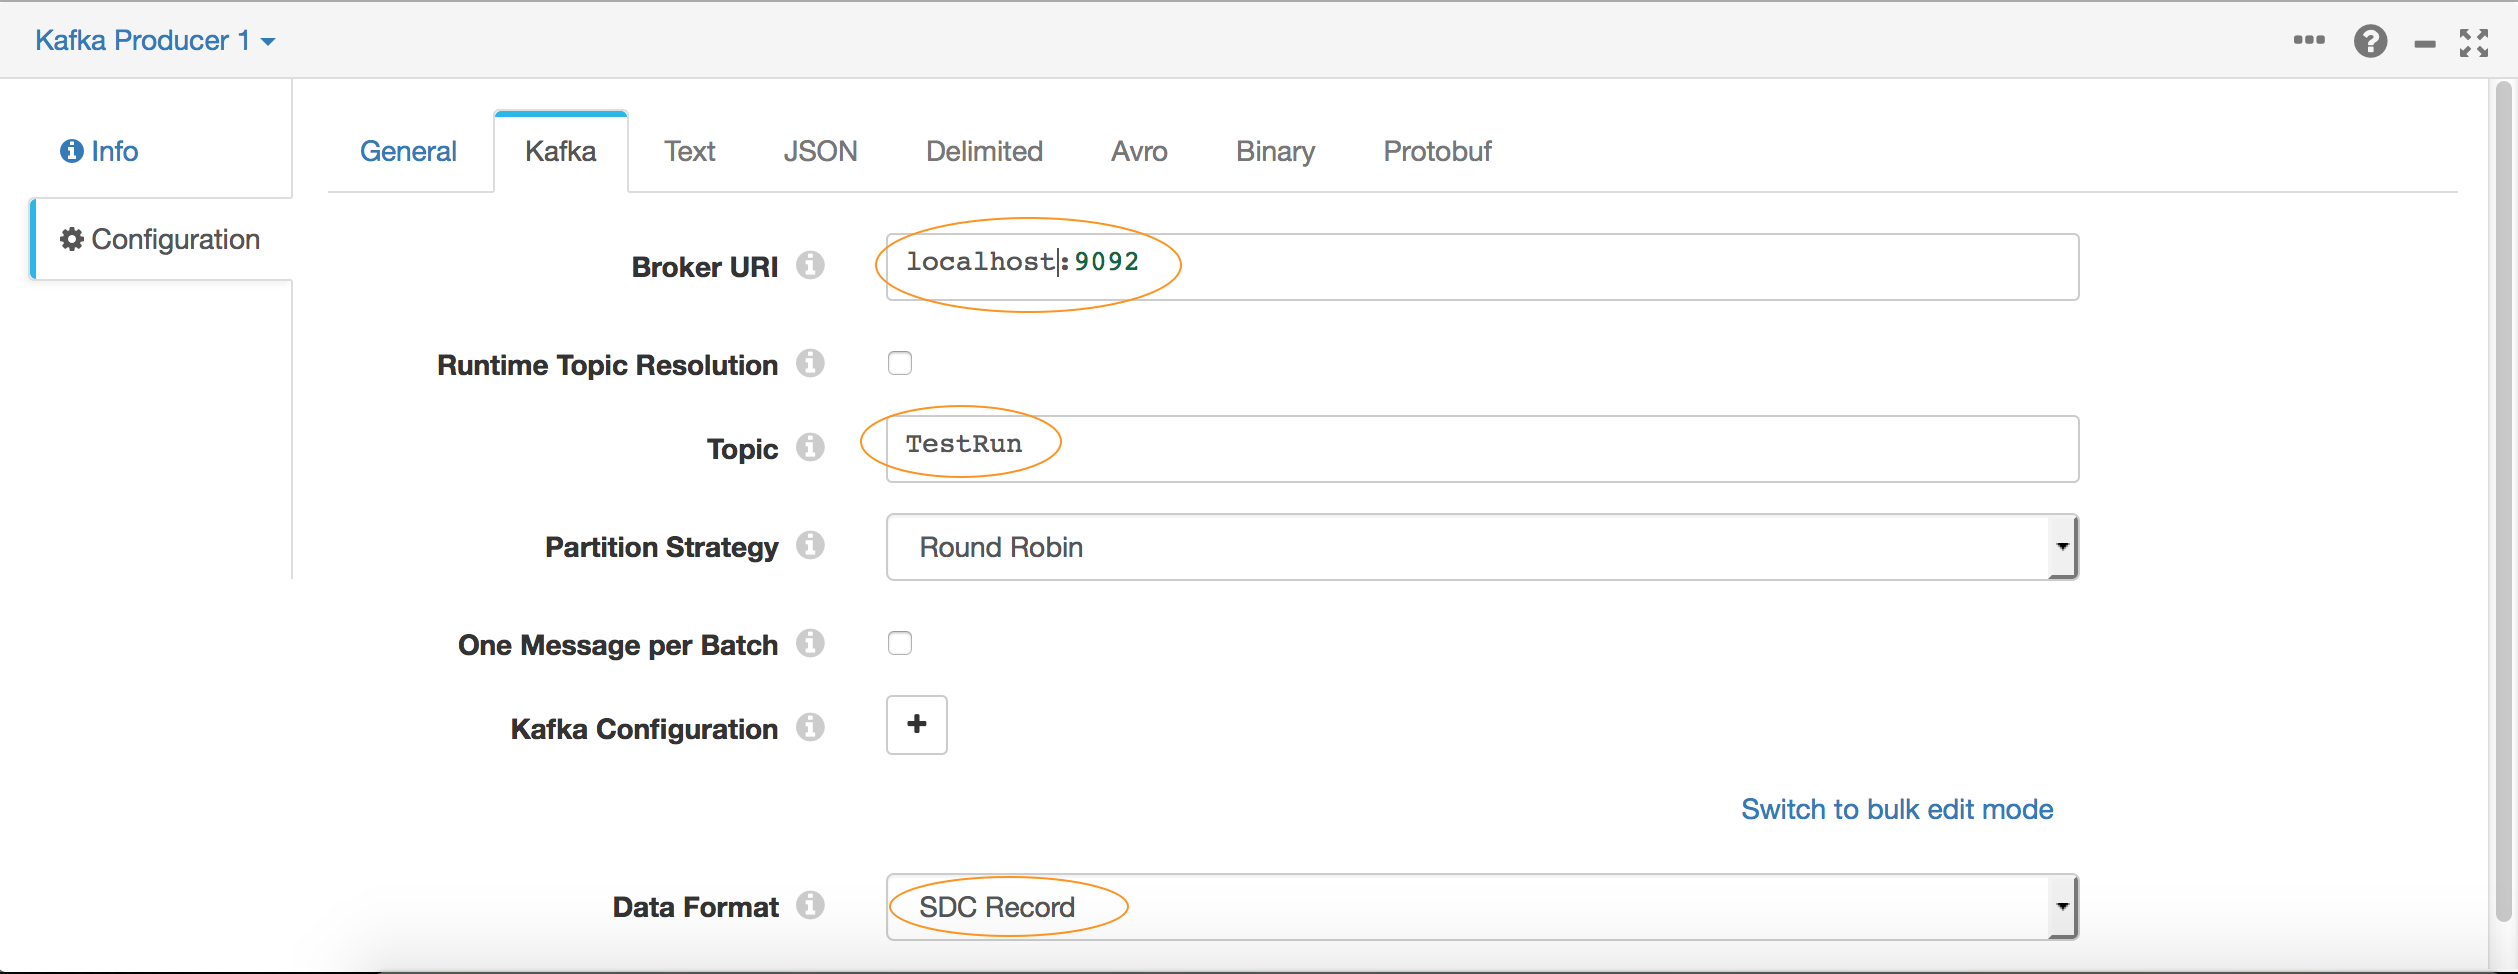 Kafka Producer 1
Info
Configuration
General Kafka Text JSON Delimited Avro Binary Protobuf
Broker URI localhost:9092
Runtime Topic Resolution
Topic TestRun
Partition Strategy Round Robin
One Message per Batch
Kafka Configuration +
Switch to bulk edit mode
Data Format SDC Record